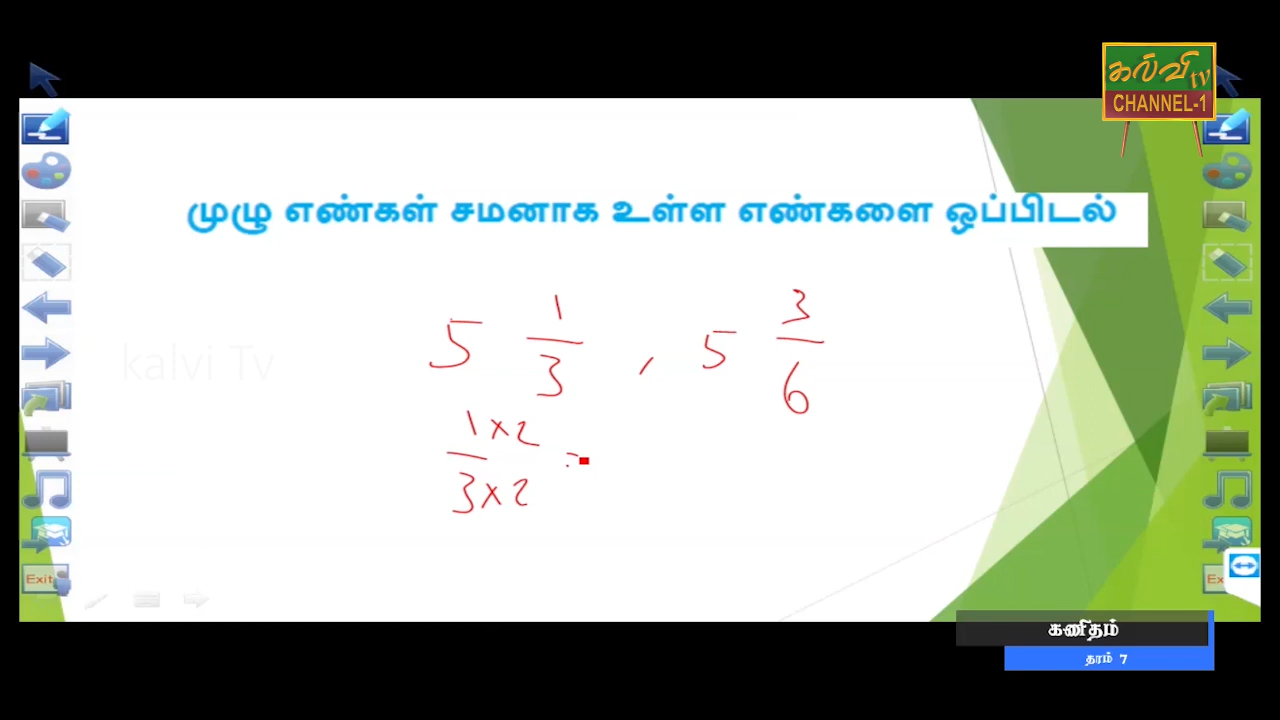 கல்வி tv
CHANNEL-1
முழு எண்கள் சமனாக உள்ள எண்களை ஒப்பிடல்
5 1/3 , 5 3/6
kalvi Tv
1×2/3×2 =
Exit
Ex
கணிதம்
தரம் 7